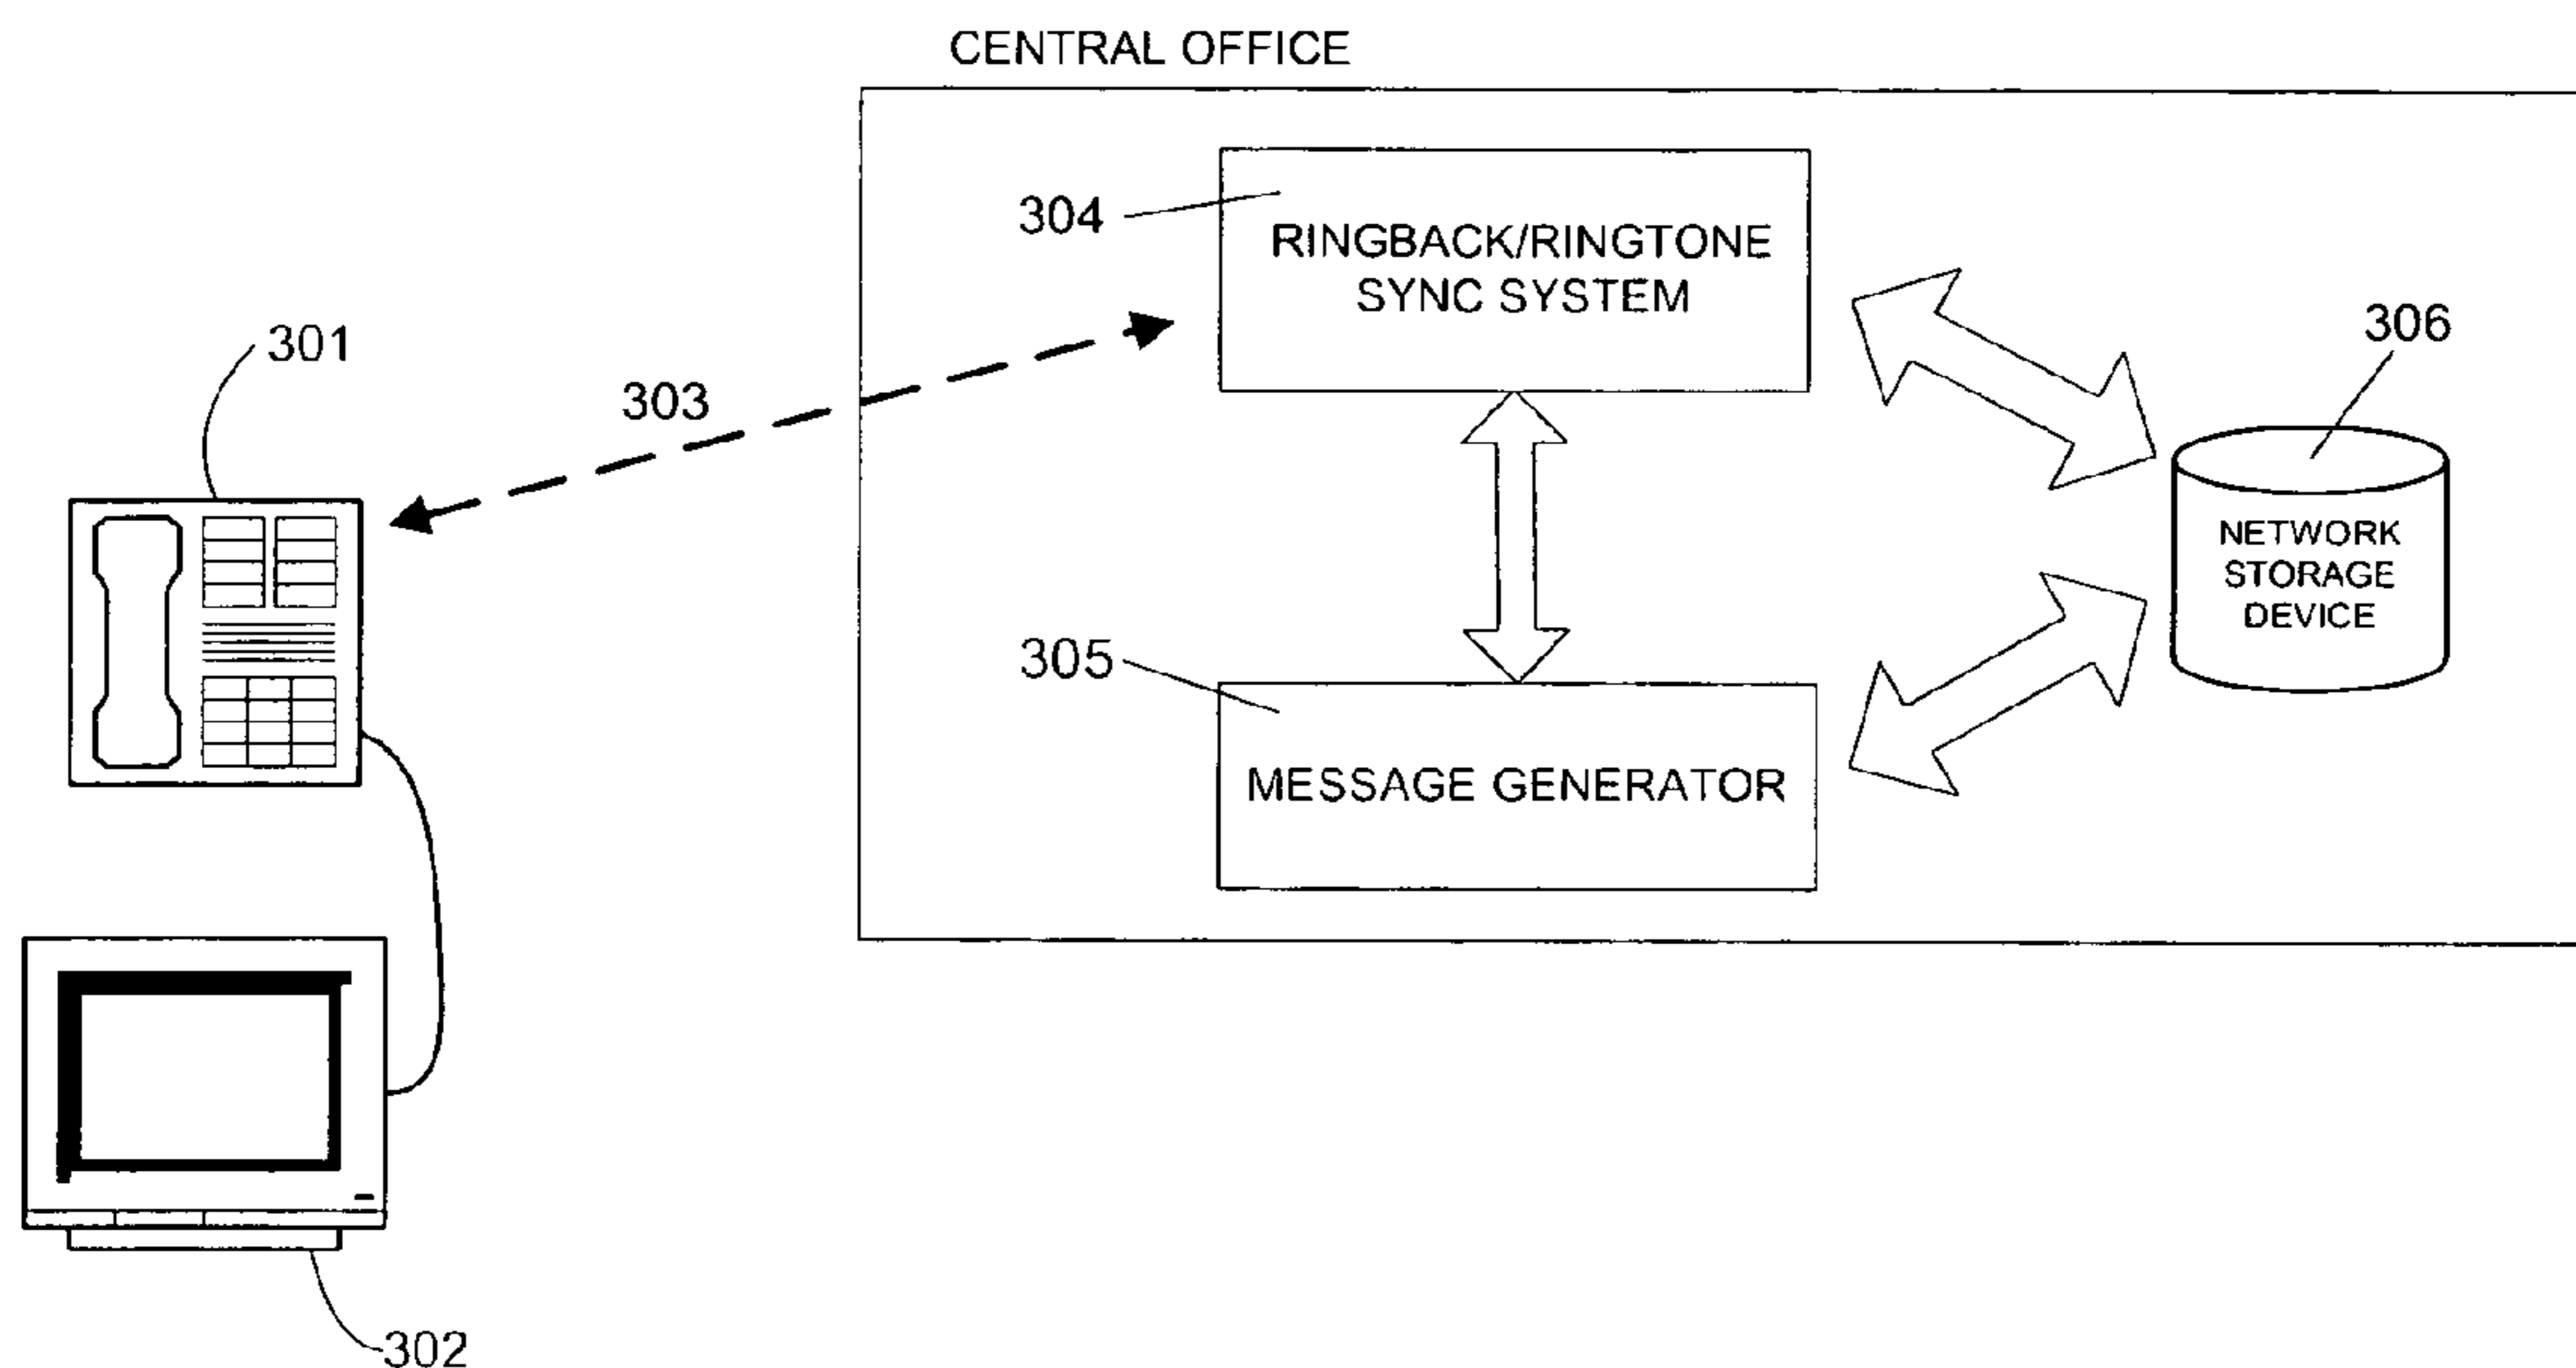 CENTRAL OFFICE
304
RINGBACK/RINGTONE
SYNC SYSTEM
306
301
303
NETWORK
STORAGE
DEVICE
305
MESSAGE GENERATOR
302